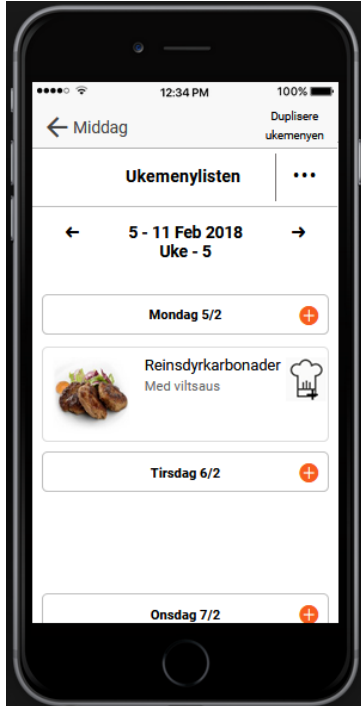 12:34 PM
100%
Middag
Duplisere
ukemenyen
Ukemenylisten
5 - 11 Feb 2018
Uke - 5
Mondag 5/2
Reinsdyrkarbonader
Med viltsaus
Tirsdag 6/2
Onsdag 7/2